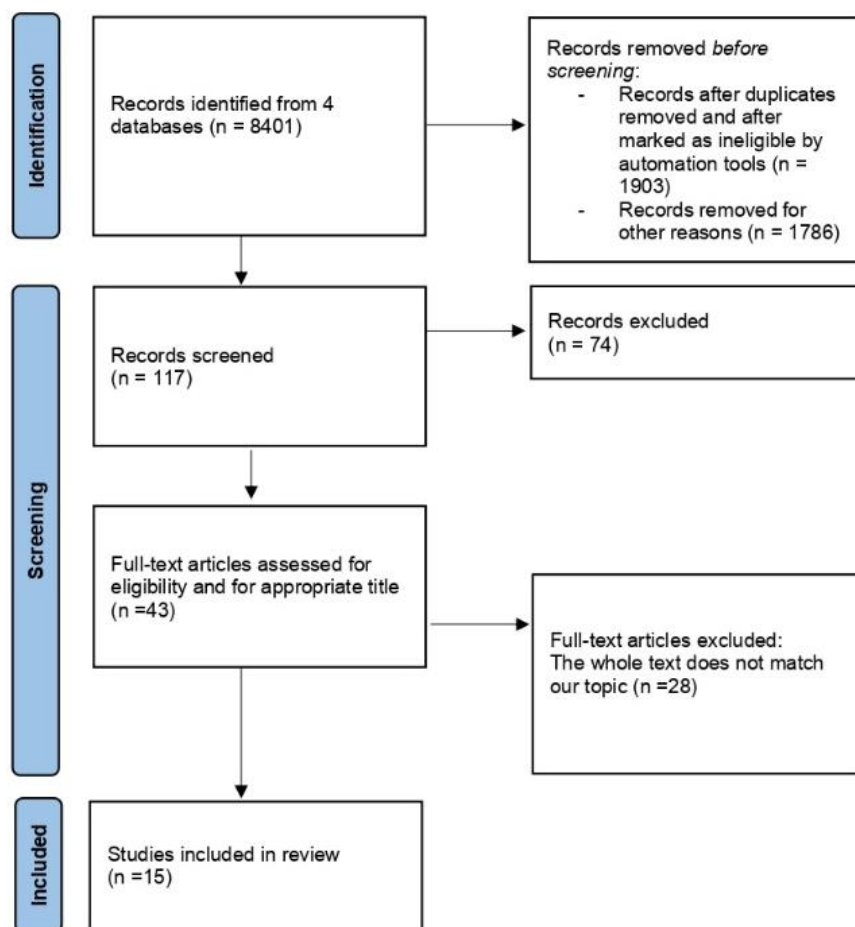 Identification
Records identified from 4
databases (n = 8401)
Records removed before
screening:
- Records after duplicates
removed and after
marked as ineligible by
automation tools (n =
1903)
- Records removed for
other reasons (n = 1786)
Screening
Records screened
(n = 117)
Records excluded
(n = 74)
Full-text articles assessed for
eligibility and for appropriate title
(n =43)
Full-text articles excluded:
The whole text does not match
our topic (n =28)
Included
Studies included in review
(n =15)